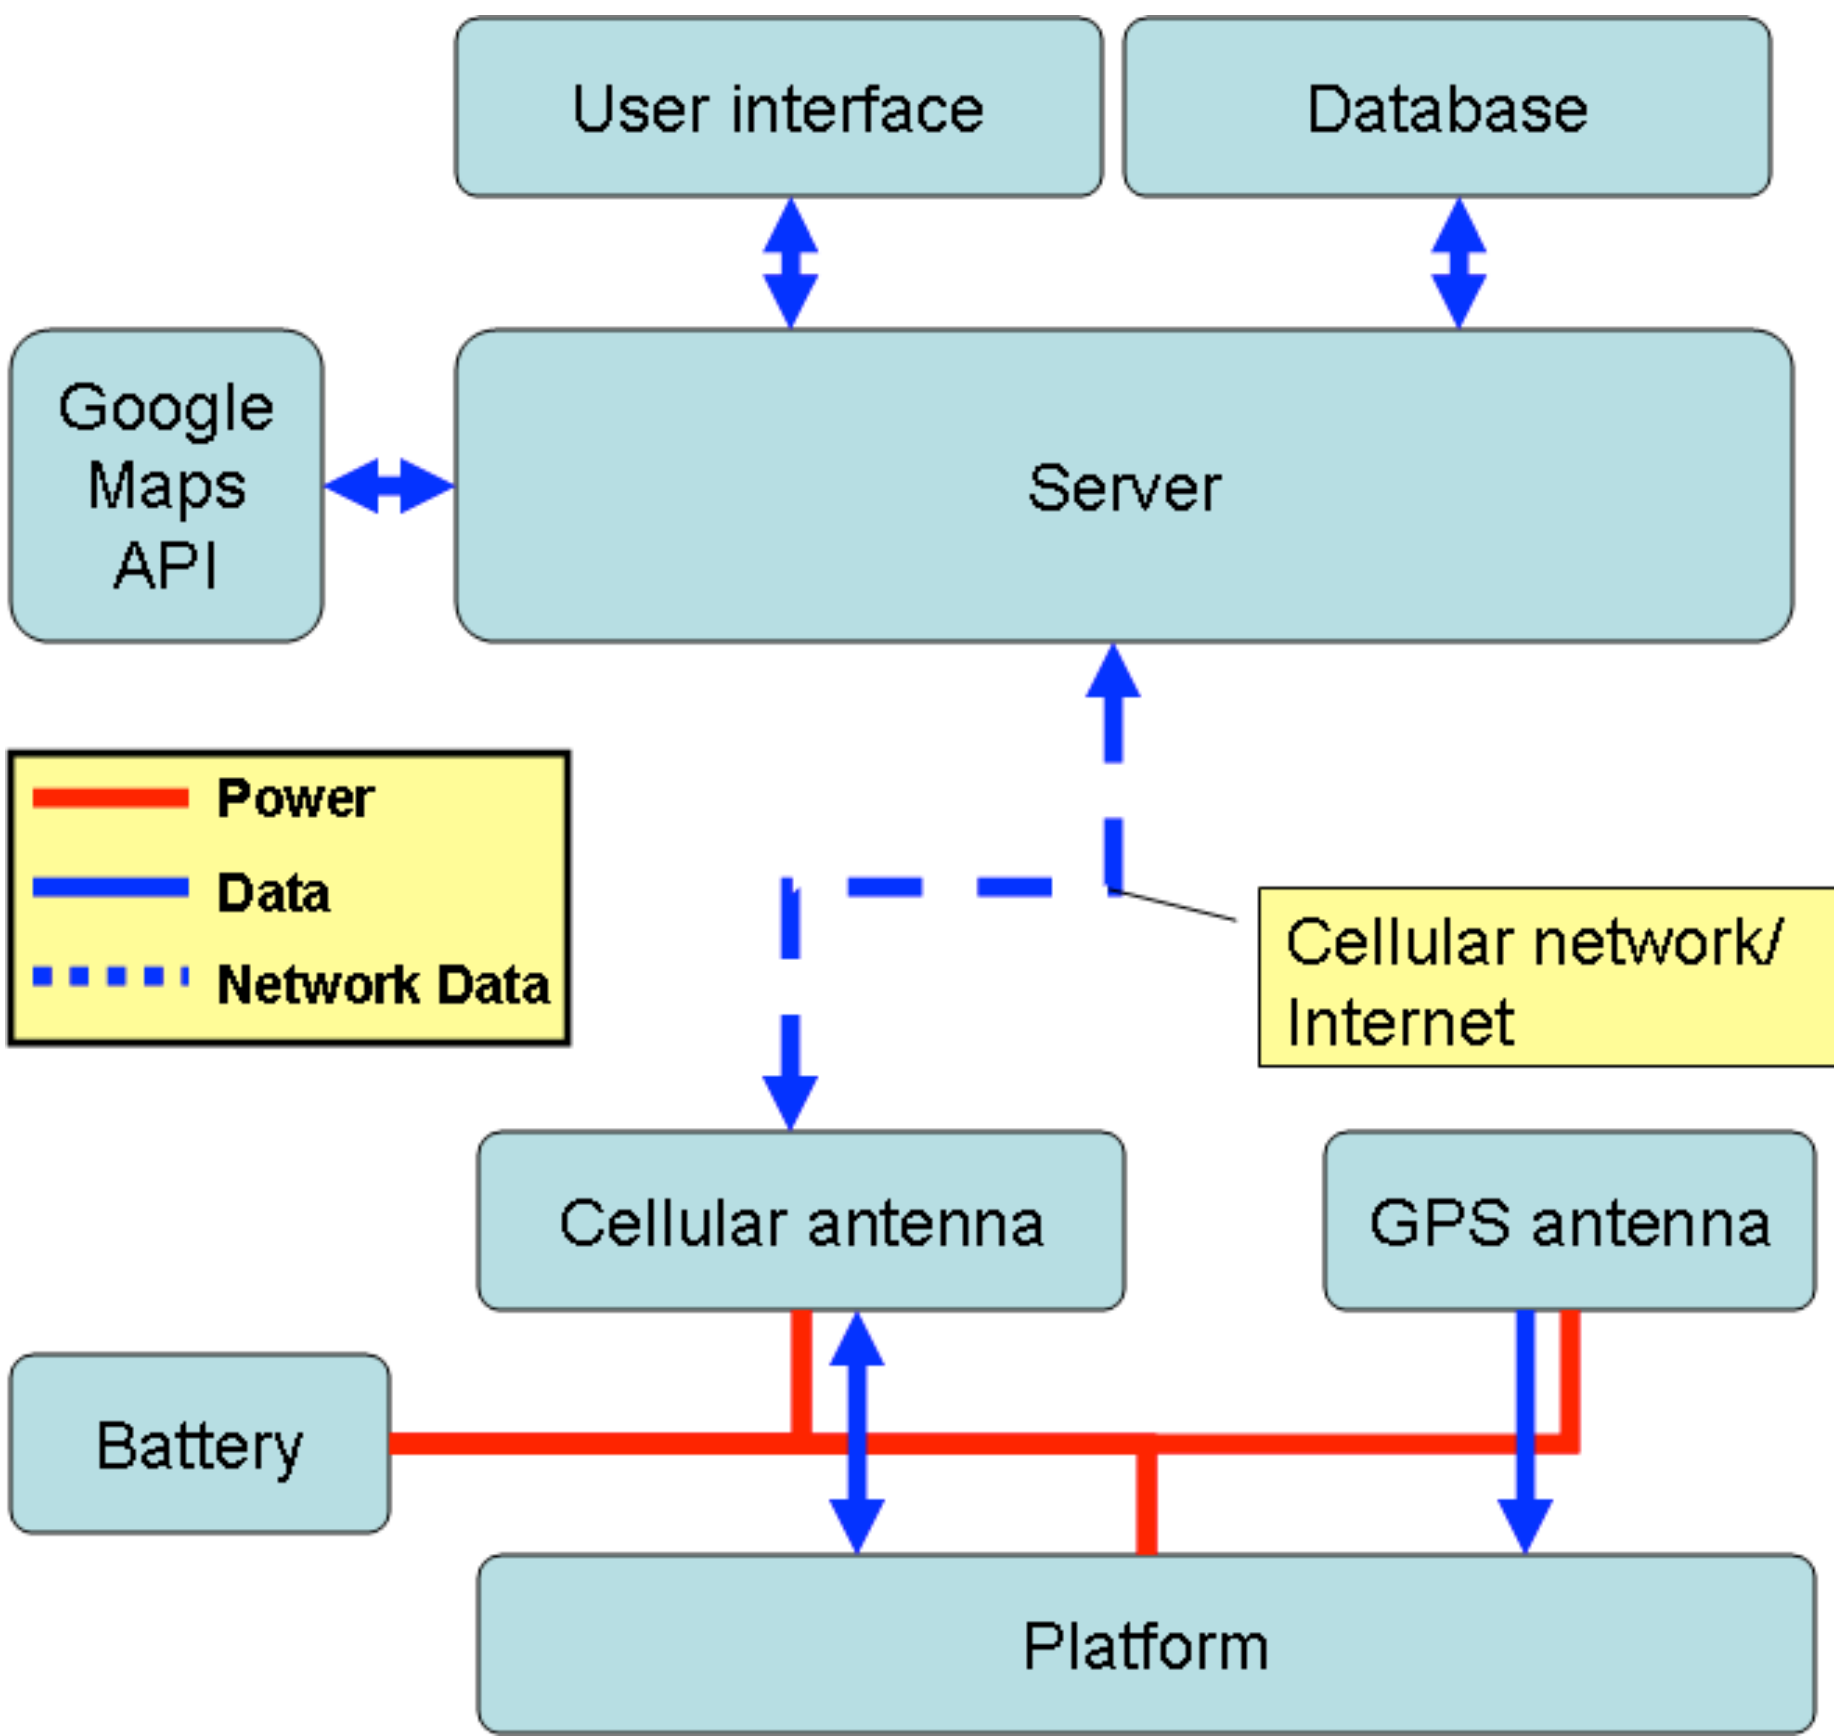 User interface
Database
Google
Maps
API
Server
Power
Data
Network Data
Cellular network/
Internet
Cellular antenna
GPS antenna
Battery
Platform